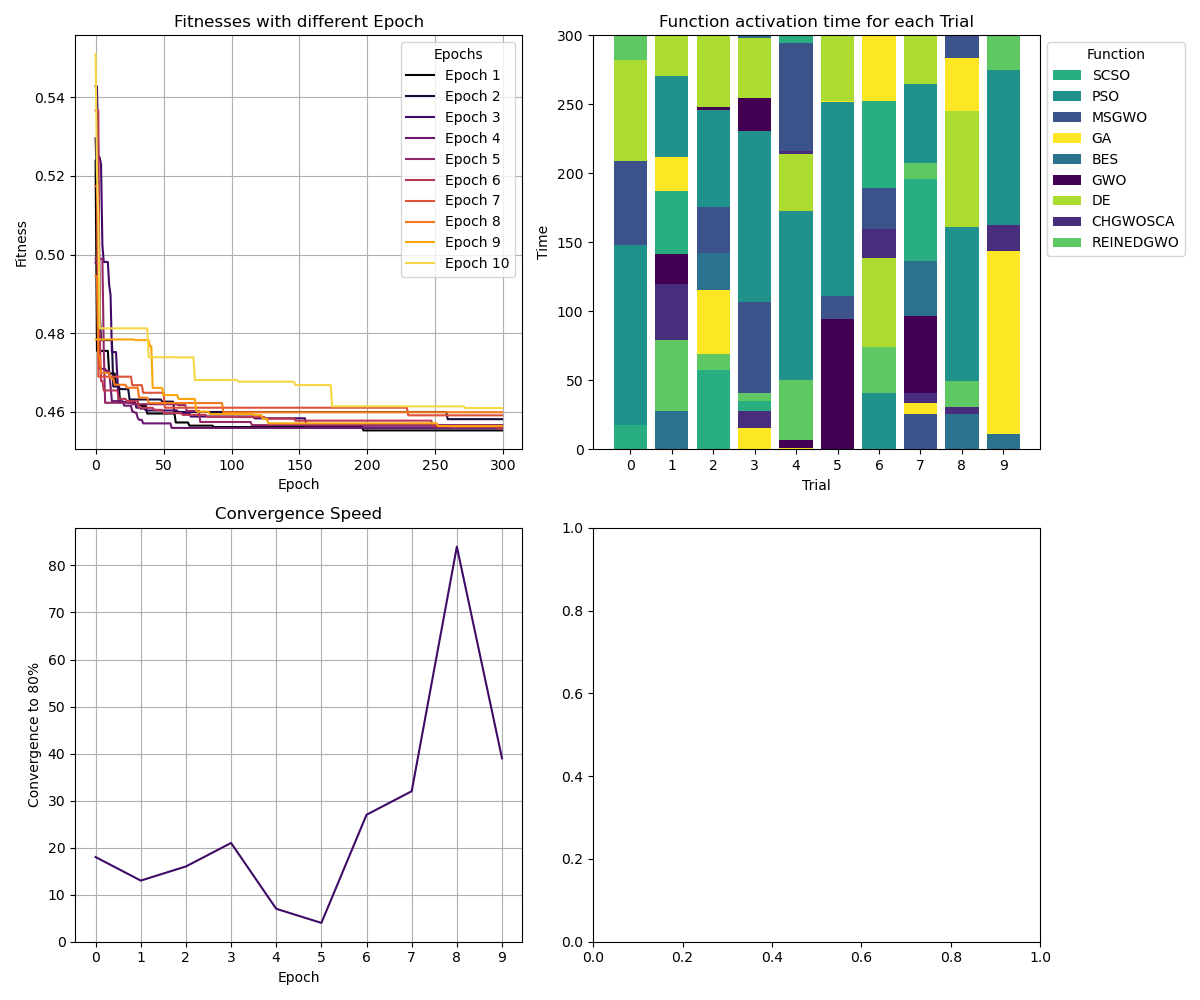 Fitnesses with different Epoch
Fitness
0.54
0.52
0.50
0.48
0.46
0 50 100 150 200 250 300
Epoch
Epochs
Epoch 1
Epoch 2
Epoch 3
Epoch 4
Epoch 5
Epoch 6
Epoch 7
Epoch 8
Epoch 9
Epoch 10
Function activation time for each Trial
Time
300
250
200
150
100
50
0
0 1 2 3 4 5 6 7 8 9
Trial
Function
SCSO
PSO
MSGWO
GA
BES
GWO
DE
CHGWOSCA
REINEDGWO
Convergence Speed
Convergence to 80%
80
70
60
50
40
30
20
10
0
0 1 2 3 4 5 6 7 8 9
Epoch
1.0
0.8
0.6
0.4
0.2
0.0
0.0 0.2 0.4 0.6 0.8 1.0